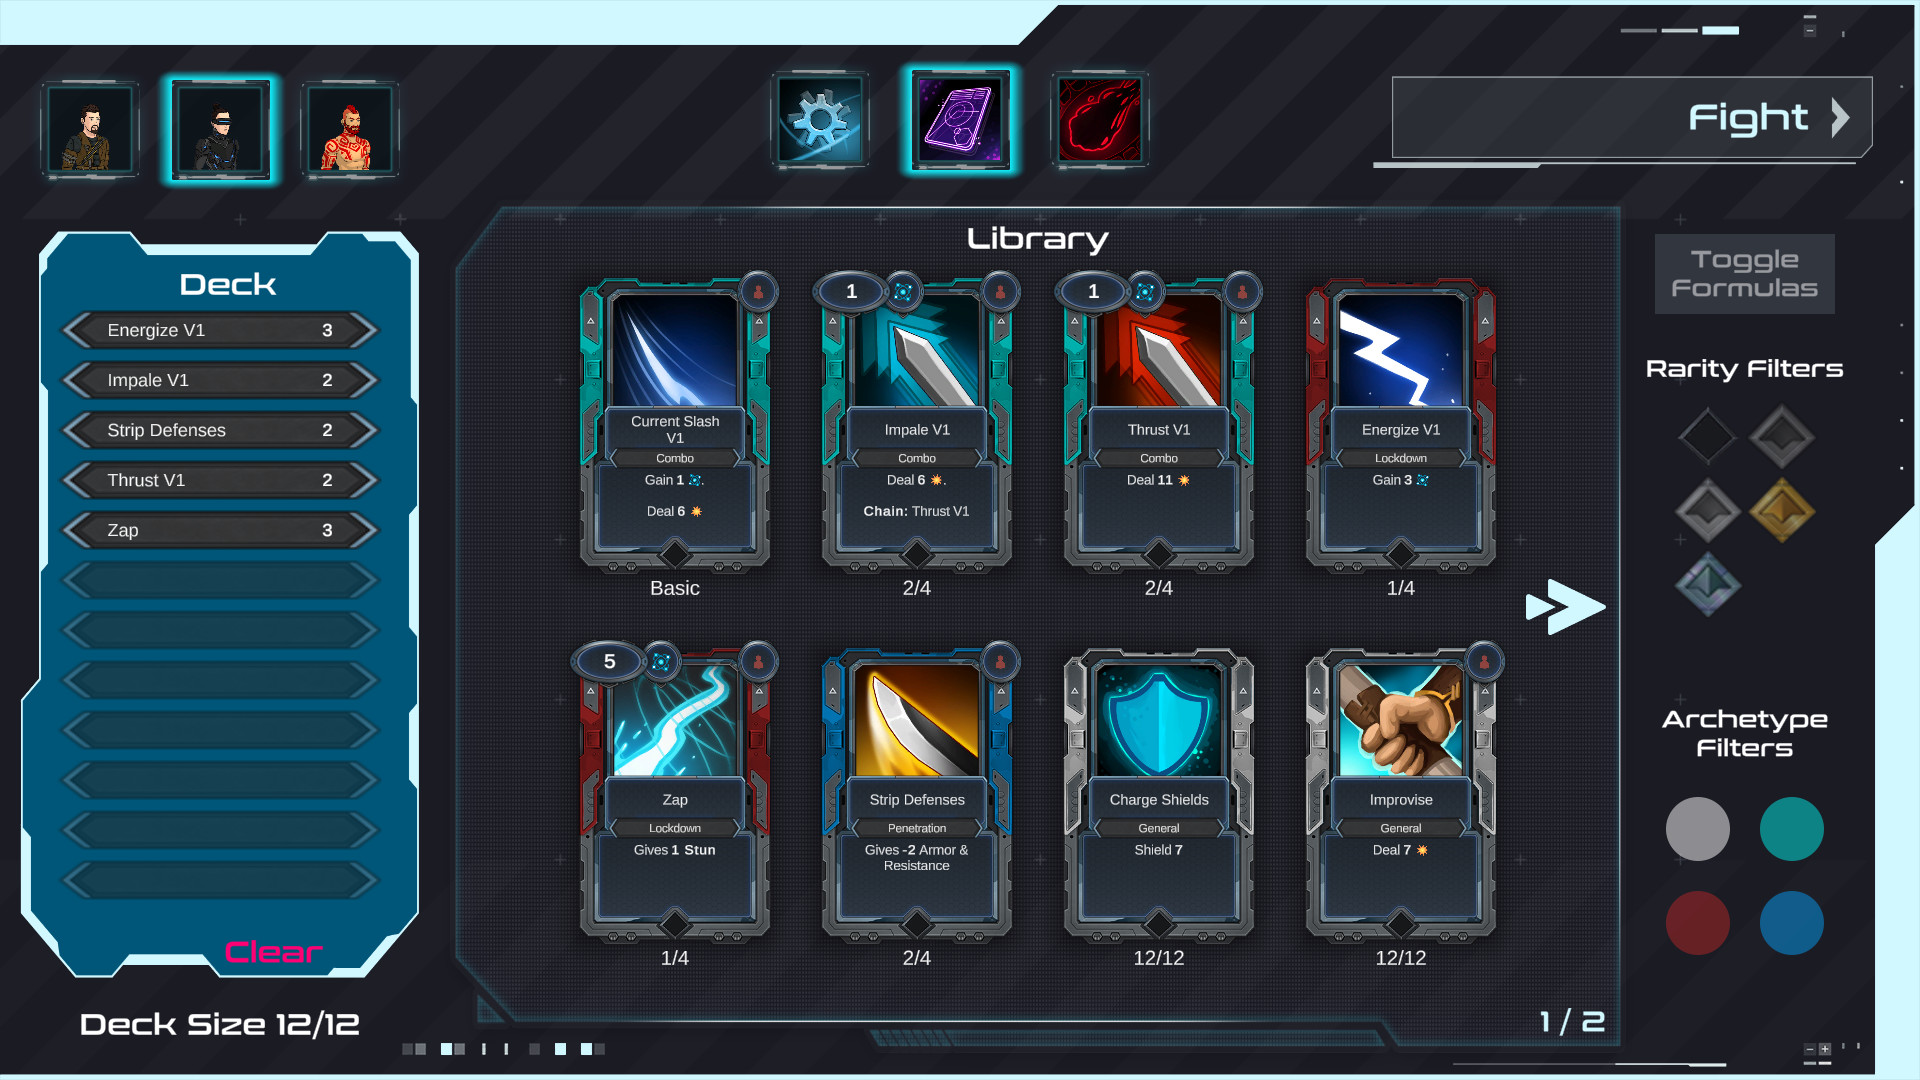 Fight
Deck
Energize V1 3
Impale V1 2
Strip Defenses 2
Thrust V1 2
Zap 3
Clear
Deck Size 12/12
Library
Current Slash
V1
Combo
Gain 1 .
Deal 6
Basic
1
Impale V1
Combo
Deal 6 .
Chain: Thrust V1
2/4
1
Thrust V1
Combo
Deal 11
2/4
Energize V1
Lockdown
Gain 3
1/4
5
Zap
Lockdown
Gives 1 Stun
1/4
Strip Defenses
Penetration
Gives -2 Armor &
Resistance
2/4
Charge Shields
General
Shield 7
12/12
Improvise
General
Deal 7
12/12
1 / 2
Toggle
Formulas
Rarity Filters
Archetype
Filters